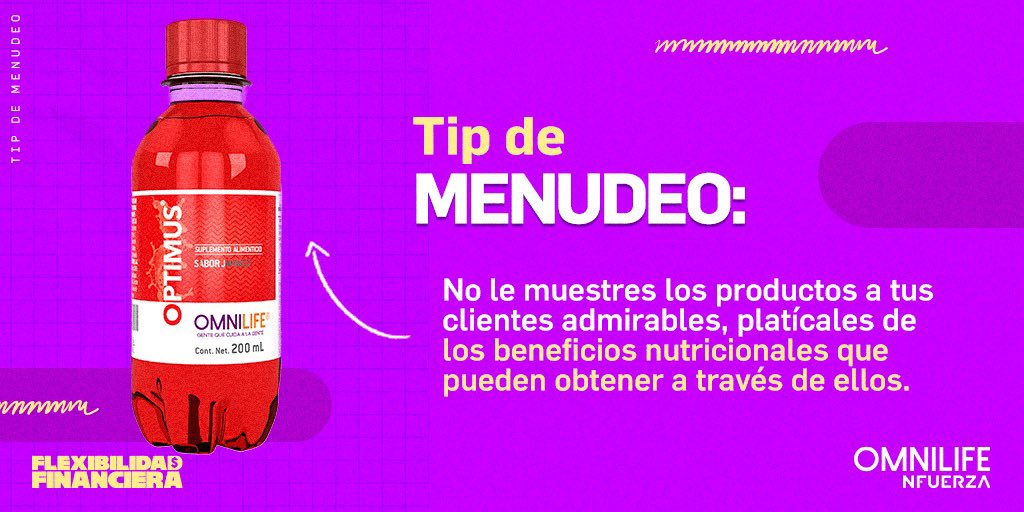 TIP DE MENUDEO
Tip de
MENUDEO:
No le muestres los productos a tus
clientes admirables, platícales de
los beneficios nutricionales que
pueden obtener a través de ellos.
OPTIMUS
SUPLEMENTO ALIMENTICIO
SABOR
OMNILIFE®
GENTE QUE CUIDA A LA GENTE
Cont. Net. 200 mL
FLEXIBILIDAD
FINANCIERA
OMNILIFE
NFUERZA